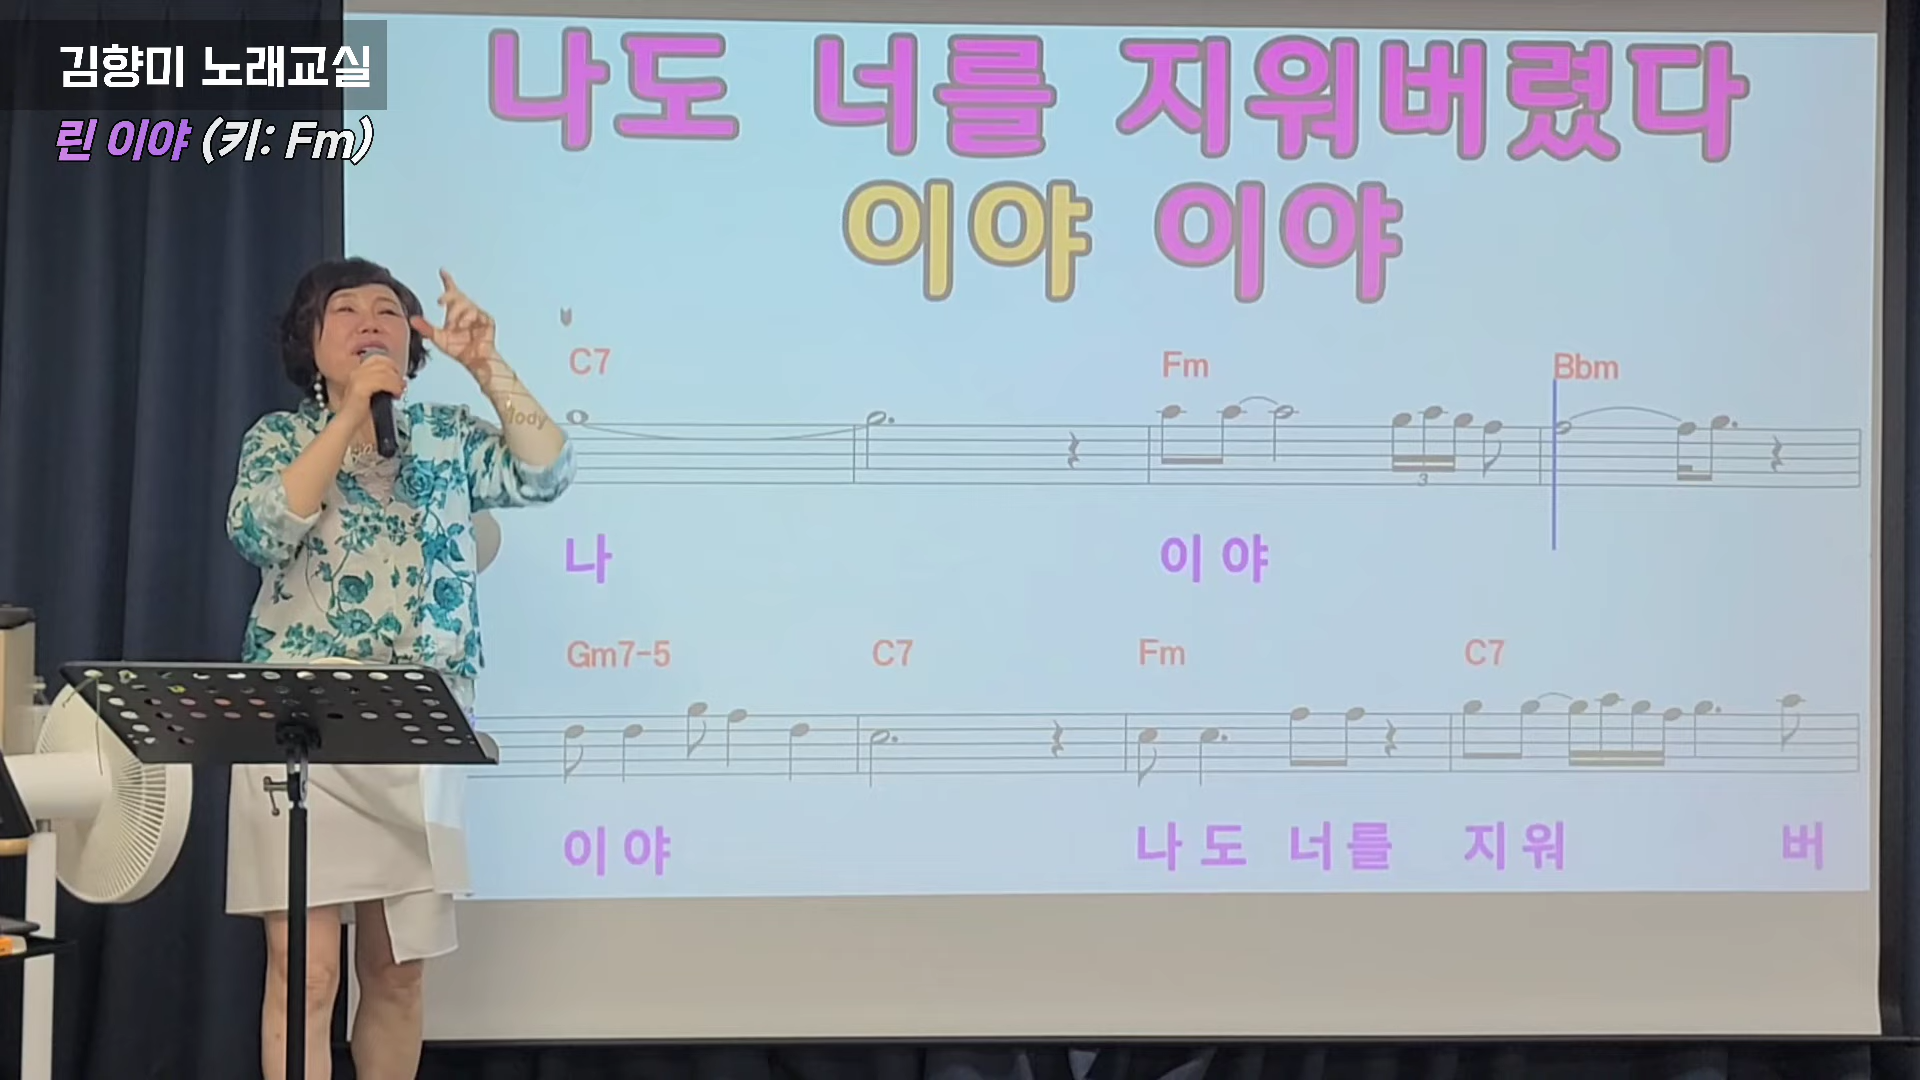 김향미 노래교실
린 이야 (키: Fm)
나도 너를 지워버렸다
이야 이야
C7 Fm Bbm
3
나 이 야
Gm7-5 C7 Fm C7
이 야 나 도 너 를 지 워 버